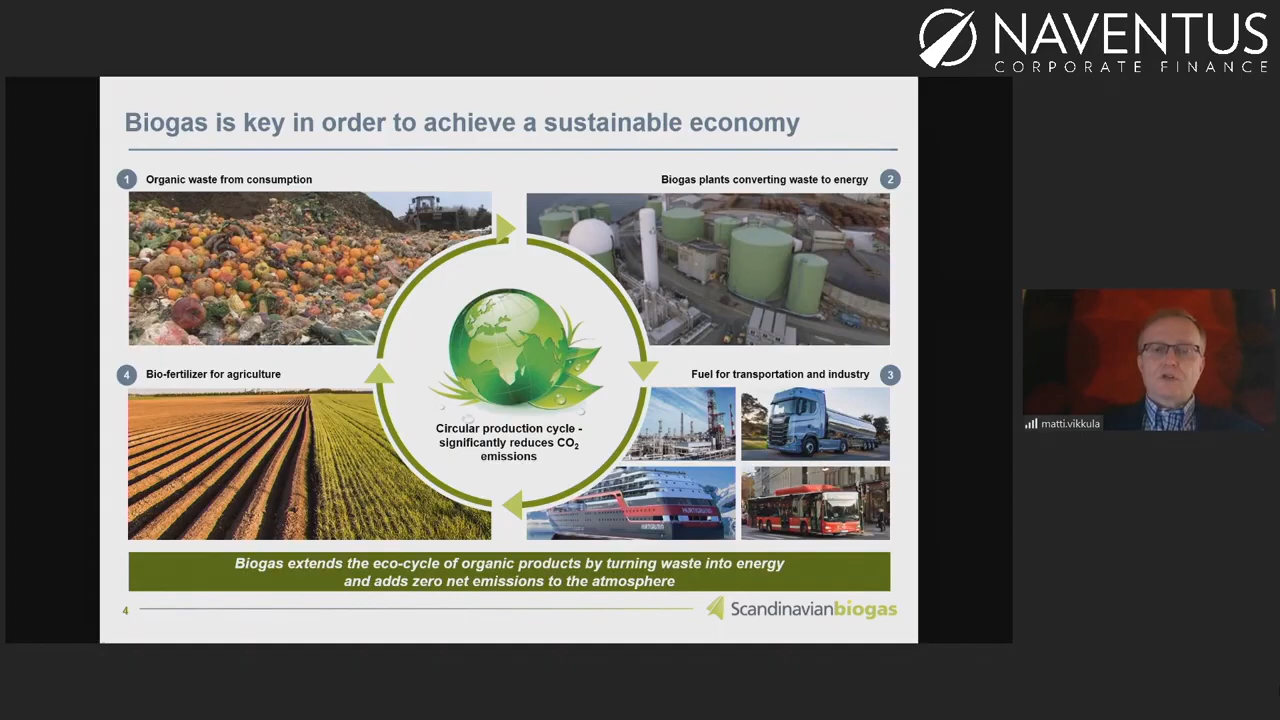 NAVENTUS
CORPORATE FINANCE
Biogas is key in order to achieve a sustainable economy
1
Organic waste from consumption
Biogas plants converting waste to energy
2
4
Bio-fertilizer for agriculture
Fuel for transportation and industry
3
Circular production cycle -
significantly reduces CO2
emissions
HURTIGRUTEN
matti.vikkula
Biogas extends the eco-cycle of organic products by turning waste into energy
and adds zero net emissions to the atmosphere
4
Scandinavianbiogas